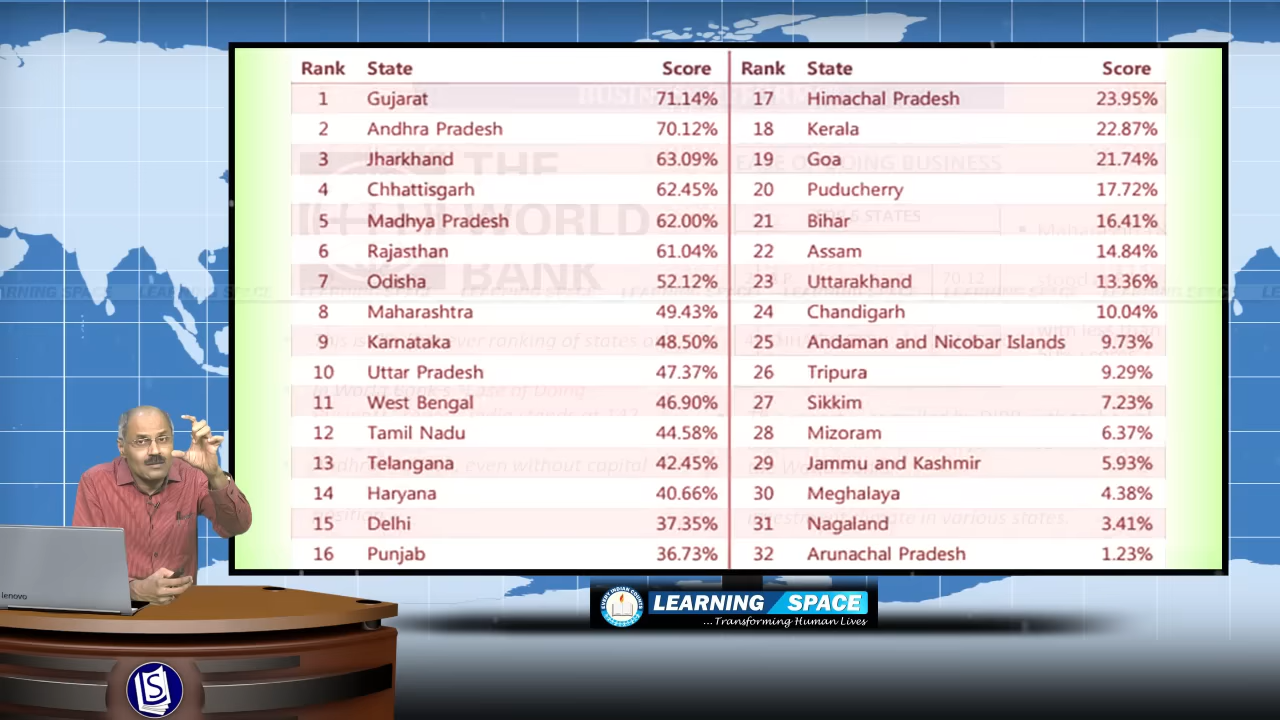 Rank State Score
1 Gujarat 71.14%
2 Andhra Pradesh 70.12%
3 Jharkhand 63.09%
4 Chhattisgarh 62.45%
5 Madhya Pradesh 62.00%
6 Rajasthan 61.04%
7 Odisha 52.12%
8 Maharashtra 49.43%
9 Karnataka 48.50%
10 Uttar Pradesh 47.37%
11 West Bengal 46.90%
12 Tamil Nadu 44.58%
13 Telangana 42.45%
14 Haryana 40.66%
15 Delhi 37.35%
16 Punjab 36.73%
Rank State Score
17 Himachal Pradesh 23.95%
18 Kerala 22.87%
19 Goa 21.74%
20 Puducherry 17.72%
21 Bihar 16.41%
22 Assam 14.84%
23 Uttarakhand 13.36%
24 Chandigarh 10.04%
25 Andaman and Nicobar Islands 9.73%
26 Tripura 9.29%
27 Sikkim 7.23%
28 Mizoram 6.37%
29 Jammu and Kashmir 5.93%
30 Meghalaya 4.38%
31 Nagaland 3.41%
32 Arunachal Pradesh 1.23%
THE
WORLD
BANK
LEARNING SPACE
...Transforming Human Lives
lenovo
LS